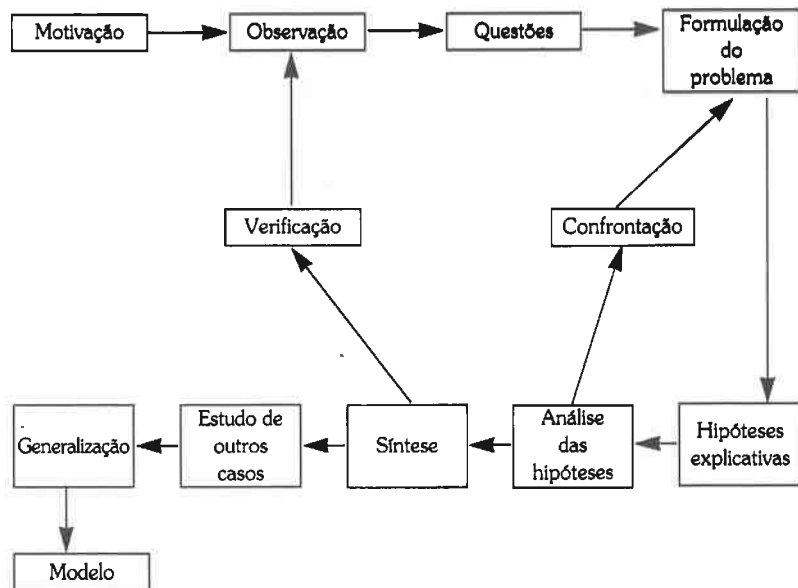 Motivação
Observação
Questões
Formulação
do
problema
Verificação
Confrontação
Generalização
Estudo de
outros
casos
Síntese
Análise
das
hipóteses
Hipóteses
explicativas
Modelo